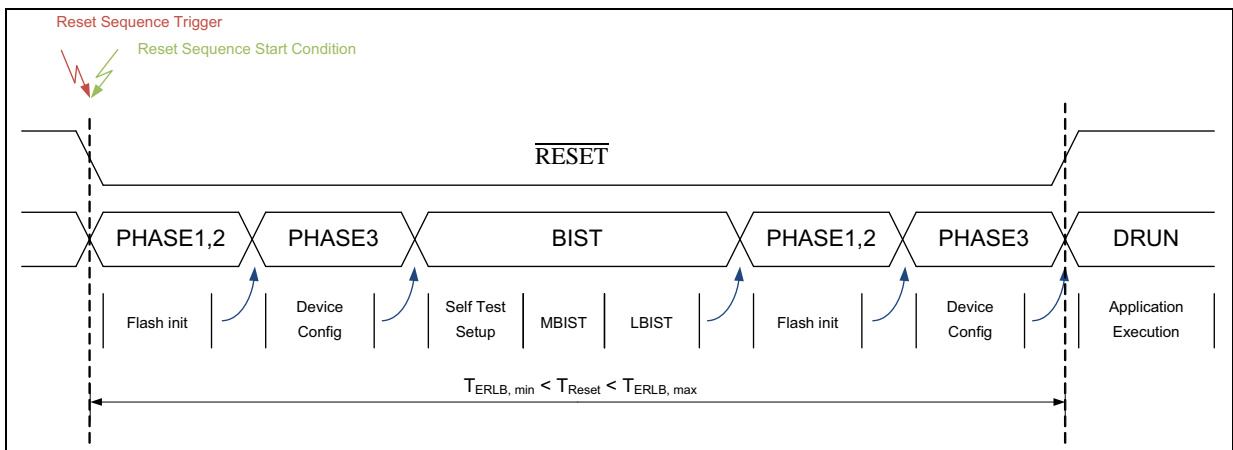 Reset Sequence Trigger
Reset Sequence Start Condition
RESET
PHASE1,2
PHASE3
BIST
PHASE1,2
PHASE3
DRUN
Flash init
Device
Config
Self Test
Setup
MBIST
LBIST
Flash init
Device
Config
Application
Execution
TERLB, min < TReset < TERLB, max